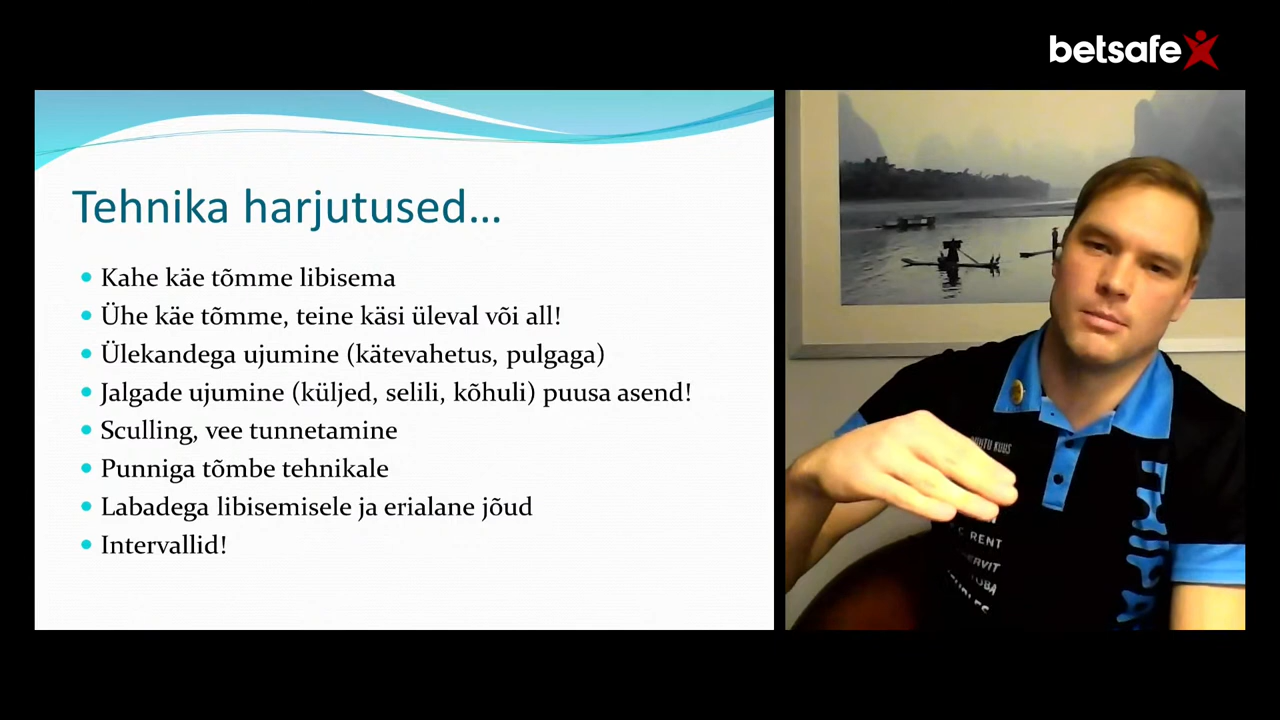 betsafe
Tehnika harjutused...
Kahe käe tõmme libisema
Ühe käe tõmme, teine käsi üleval või all!
Ülekandega ujumine (kätevahetus, pulgaga)
Jalgade ujumine (küljed, selili, kõhuli) puusa asend!
Sculling, vee tunnetamine
Punniga tõmbe tehnikale
Labadega libisemisele ja erialane jõud
Intervallid!
KUUS
RENT